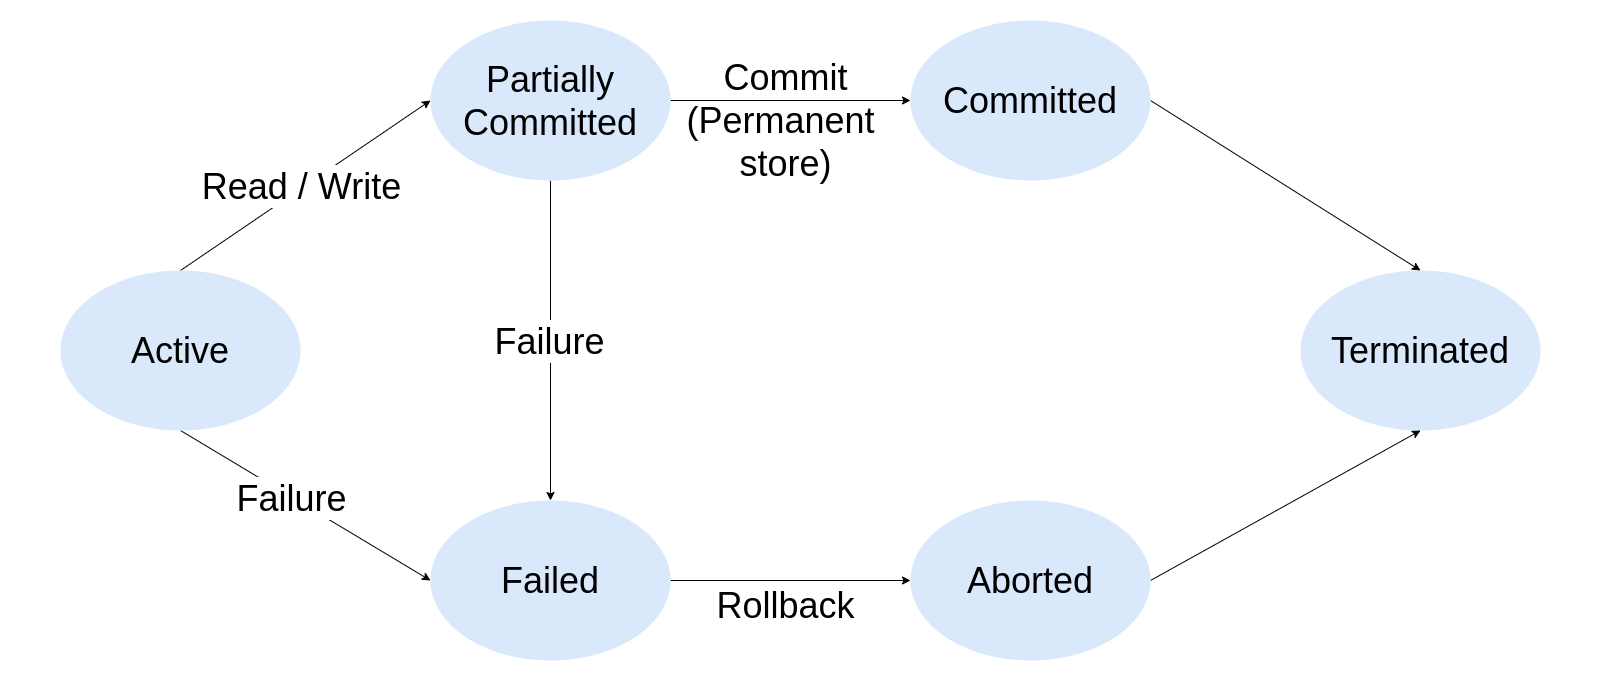 Partially
Committed
Commit
(Permanent
store)
Committed
Read / Write
Active
Failure
Terminated
Failure
Failed
Rollback
Aborted